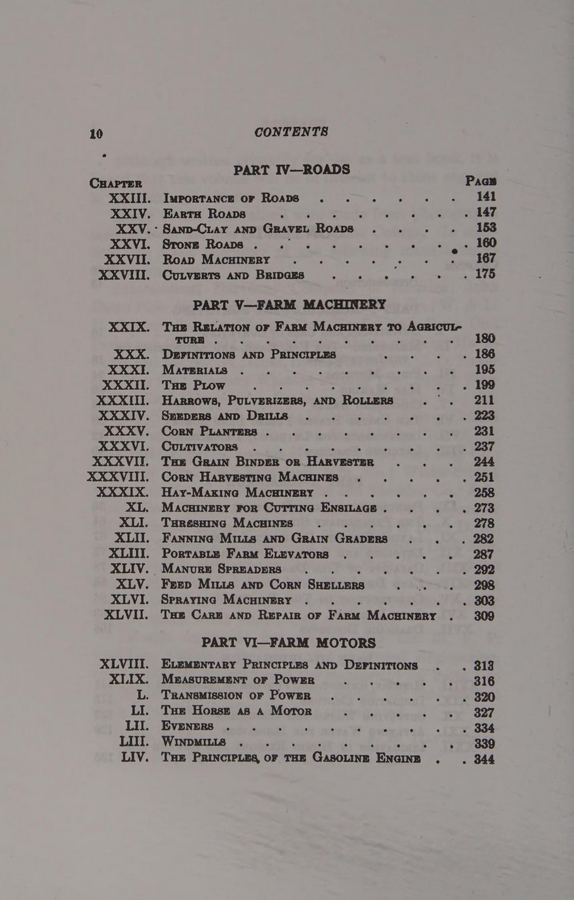 10 CONTENTS
PART IV—ROADS
CHAPTER PAGE
XXIII. IMPORTANCE OF ROADS . . . . . . 141
XXIV. EARTH ROADS . . . . . . . . 147
XXV. SAND-CLAY AND GRAVEL ROADS . . . . 153
XXVI. STONE ROADS . . . . . . . . . 160
XXVII. ROAD MACHINERY . . . . . . . 167
XXVIII. CULVERTS AND BRIDGES . . . . . 175
PART V—FARM MACHINERY
XXIX. THE RELATION OF FARM MACHINERY TO AGRICUL-
TURE . . . . . . . . . . 180
XXX. DEFINITIONS AND PRINCIPLES . . . . 186
XXXI. MATERIALS . . . . . . . . . 195
XXXII. THE PLOW . . . . . . . . . 199
XXXIII. HARROWS, PULVERIZERS, AND ROLLERS . . . 211
XXXIV. SEEDERS AND DRILLS . . . . . . . 223
XXXV. CORN PLANTERS . . . . . . . . 231
XXXVI. CULTIVATORS . . . . . . . . . 237
XXXVII. THE GRAIN BINDER OR HARVESTER . . . 244
XXXVIII. CORN HARVESTING MACHINES . . . . . 251
XXXIX. HAY-MAKING MACHINERY . . . . . . 258
XL. MACHINERY FOR CUTTING ENSILAGE . . . . 273
XLI. THRESHING MACHINES . . . . . . 278
XLII. FANNING MILLS AND GRAIN GRADERS . . . 282
XLIII. PORTABLE FARM ELEVATORS . . . . . 287
XLIV. MANURE SPREADERS . . . . . . . 292
XLV. FEED MILLS AND CORN SHELLERS . . . 298
XLVI. SPRAYING MACHINERY . . . . . . . 303
XLVII. THE CARE AND REPAIR OF FARM MACHINERY . 309
PART VI—FARM MOTORS
XLVIII. ELEMENTARY PRINCIPLES AND DEFINITIONS . . 313
XLIX. MEASUREMENT OF POWER . . . . . 316
L. TRANSMISSION OF POWER . . . . . . 320
LI. THE HORSE AS A MOTOR . . . . . 327
LII. EVENERS . . . . . . . . . . 334
LIII. WINDMILLS . . . . . . . . . 339
LIV. THE PRINCIPLES OF THE GASOLINE ENGINE . . 344